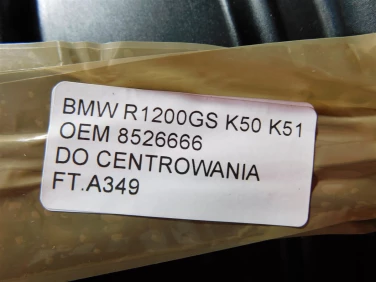 BMW R1200GS K50 K51
OEM 8526666
DO CENTROWANIA
FT.A349